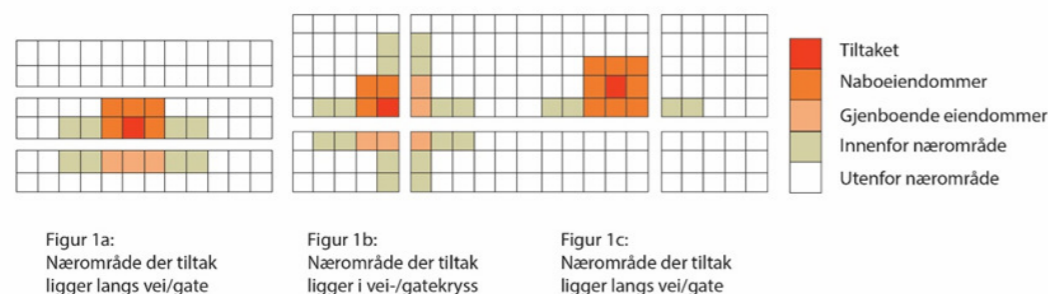 Tiltaket
Naboeiendommer
Gjenboende eiendommer
Innenfor nærområde
Utenfor nærområde
Figur 1a:
Nærområde der tiltak
ligger langs vei/gate
Figur 1b:
Nærområde der tiltak
ligger i vei-/gatekryss
Figur 1c:
Nærområde der tiltak
ligger langs vei/gate